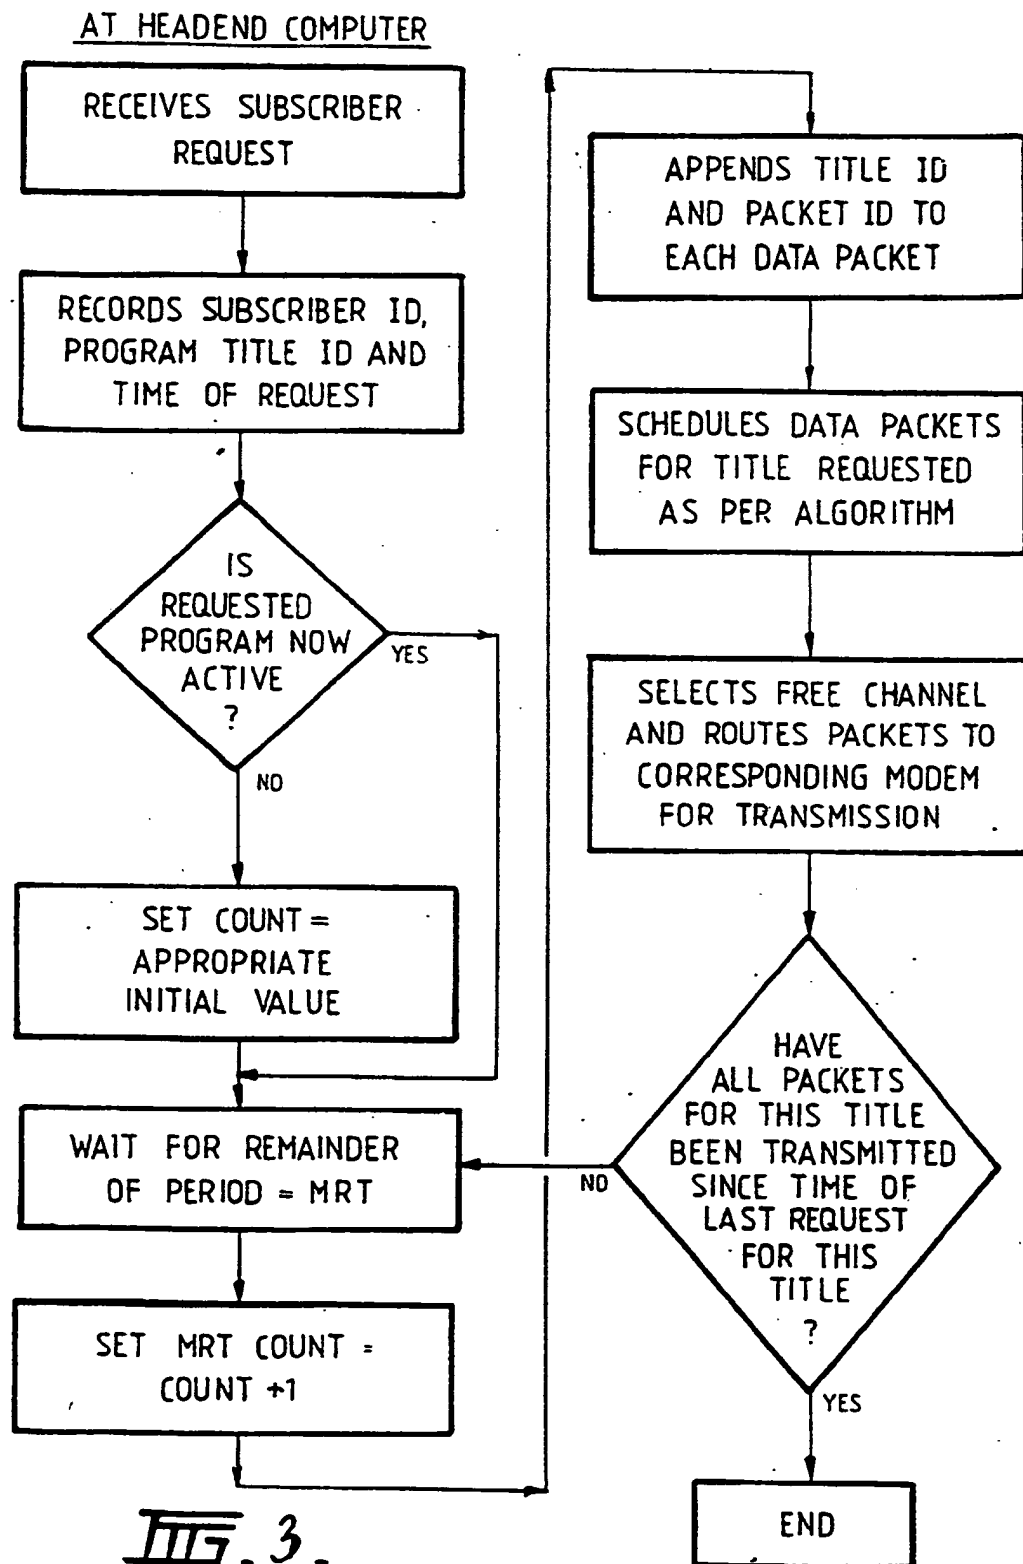 AT HEADEND COMPUTER
RECEIVES SUBSCRIBER
REQUEST
RECORDS SUBSCRIBER ID,
PROGRAM TITLE ID AND
TIME OF REQUEST
IS
REQUESTED
PROGRAM NOW
ACTIVE
?
YES
NO
SET COUNT =
APPROPRIATE
INITIAL VALUE
WAIT FOR REMAINDER
OF PERIOD = MRT
SET MRT COUNT =
COUNT +1
APPENDS TITLE ID
AND PACKET ID TO
EACH DATA PACKET
SCHEDULES DATA PACKETS
FOR TITLE REQUESTED
AS PER ALGORITHM
SELECTS FREE CHANNEL
AND ROUTES PACKETS TO
CORRESPONDING MODEM
FOR TRANSMISSION
HAVE
ALL PACKETS
FOR THIS TITLE
BEEN TRANSMITTED
SINCE TIME OF
LAST REQUEST
FOR THIS
TITLE
?
NO
YES
END
FIG. 3.